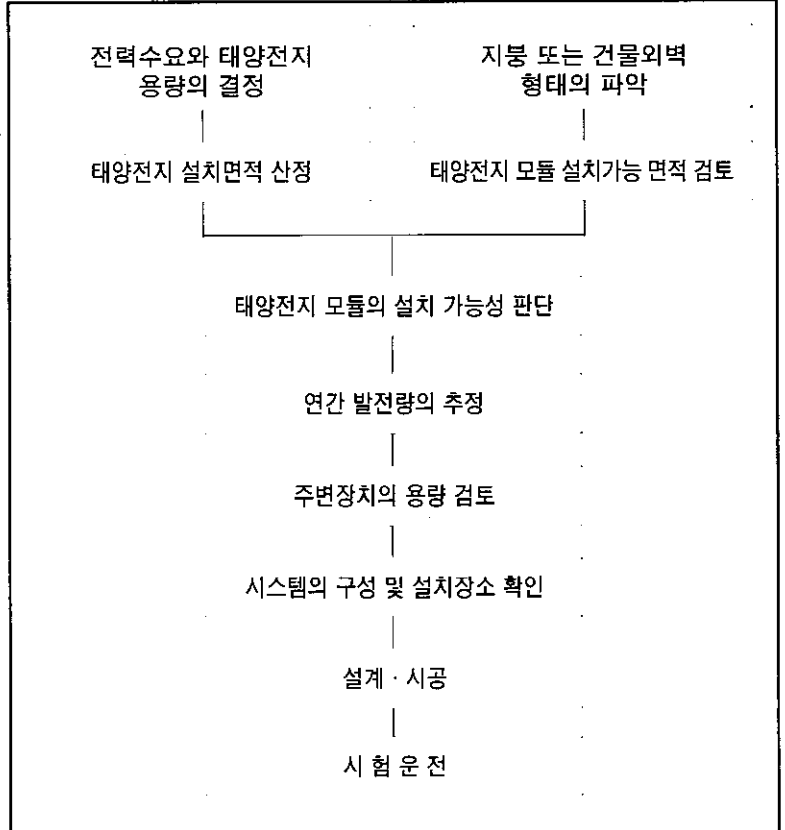 전력수요와 태양전지
용량의 결정
지붕 또는 건물외벽
형태의 파악
태양전지 설치면적 산정
태양전지 모듈 설치가능 면적 검토
태양전지 모듈의 설치 가능성 판단
연간 발전량의 추정
주변장치의 용량 검토
시스템의 구성 및 설치장소 확인
설계 · 시공
시 험 운 전